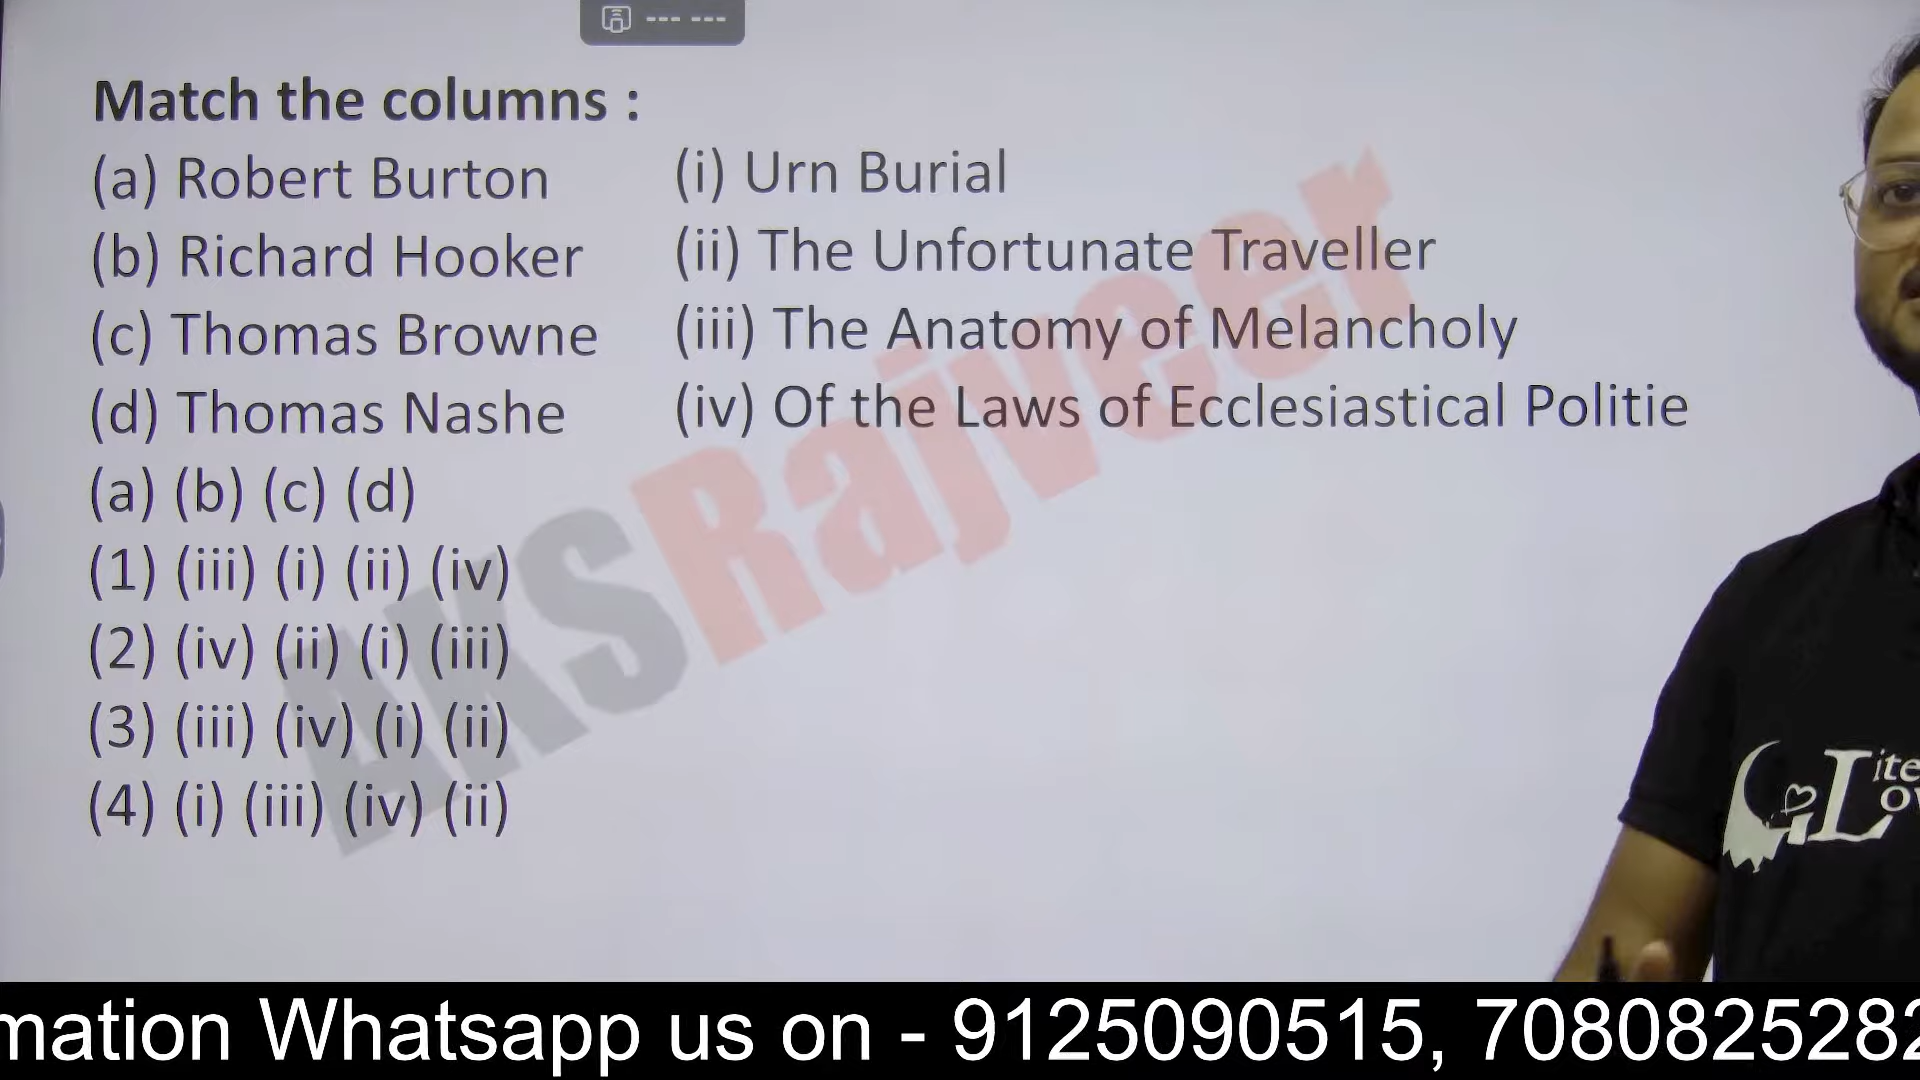 --- ---
Match the columns :
(a) Robert Burton (i) Urn Burial
(b) Richard Hooker (ii) The Unfortunate Traveller
(c) Thomas Browne (iii) The Anatomy of Melancholy
(d) Thomas Nashe (iv) Of the Laws of Ecclesiastical Politie
(a) (b) (c) (d)
(1) (iii) (i) (ii) (iv)
(2) (iv) (ii) (i) (iii)
(3) (iii) (iv) (i) (ii)
(4) (i) (iii) (iv) (ii)
AKSRajveer
mation Whatsapp us on - 9125090515, 7080825282